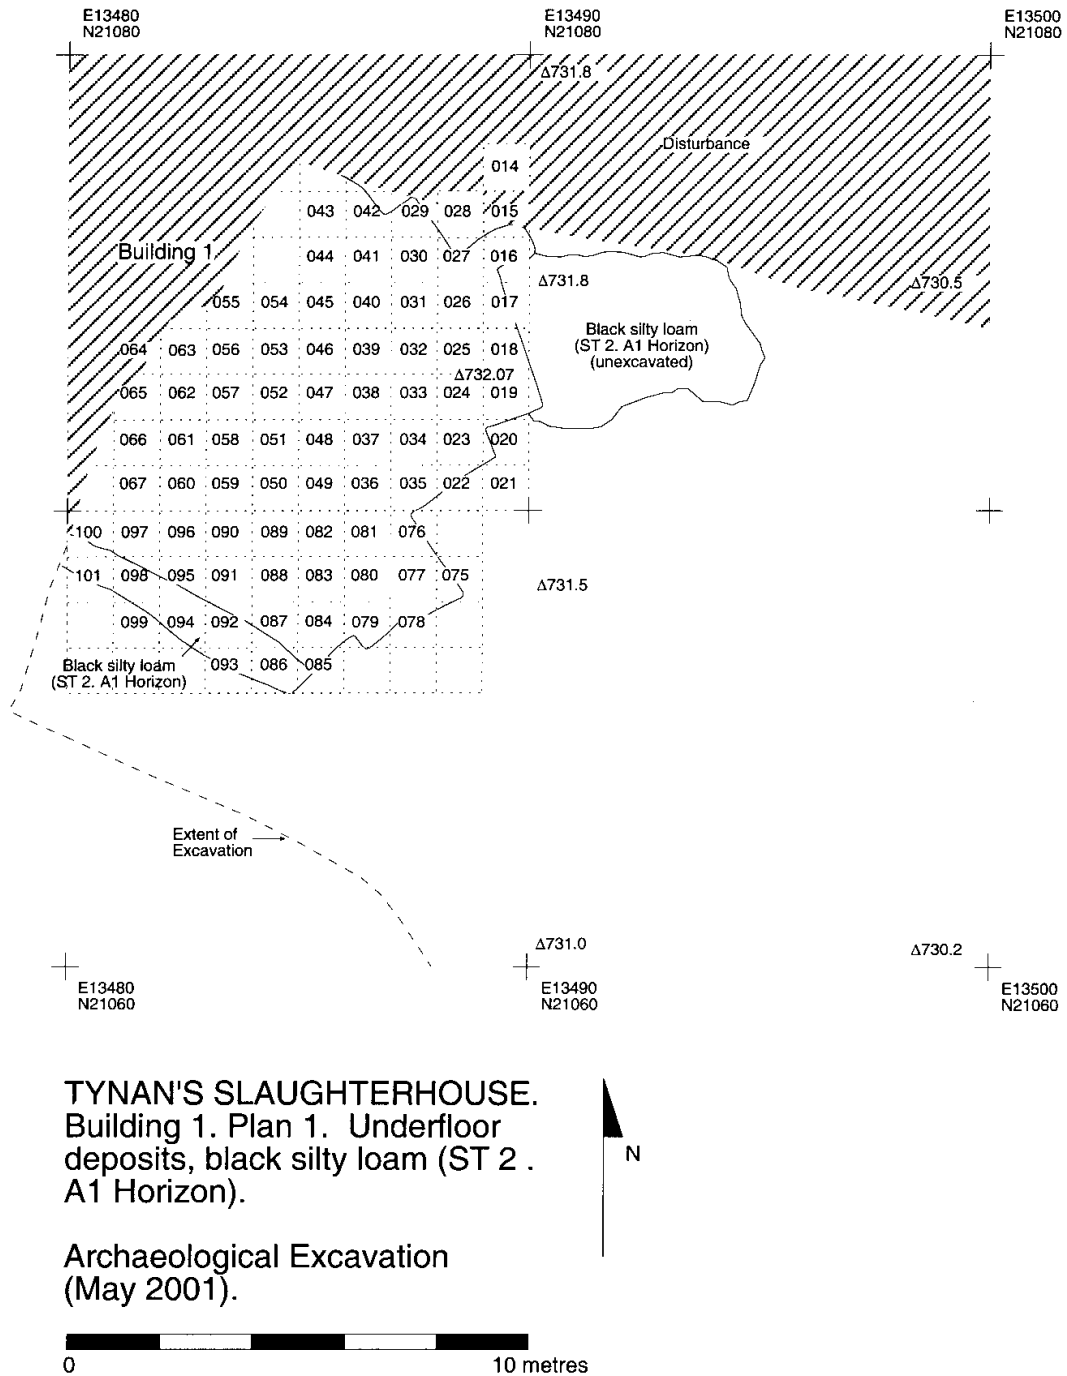 E13480
N21080
E13490
N21080
E13500
N21080
Δ731.8
Disturbance
014
043 042 029 028 015
Building 1
044 041 030 027 016
Δ731.8
Δ730.5
055 054 045 040 031 026 017
Black silty loam
(ST 2. A1 Horizon)
(unexcavated)
064 063 056 053 046 039 032 025 018
Δ732.07
065 062 057 052 047 038 033 024 019
066 061 058 051 048 037 034 023 020
067 060 059 050 049 036 035 022 021
100 097 096 090 089 082 081 076
101 098 095 091 088 083 080 077 075
Δ731.5
099 094 092 087 084 079 078
093 086 085
Black silty loam
(ST 2. A1 Horizon)
Extent of
Excavation
Δ731.0
Δ730.2
E13480
N21060
E13490
N21060
E13500
N21060
TYNAN'S SLAUGHTERHOUSE.
Building 1. Plan 1. Underfloor
deposits, black silty loam (ST 2 .
A1 Horizon).
N
Archaeological Excavation
(May 2001).
0 10 metres